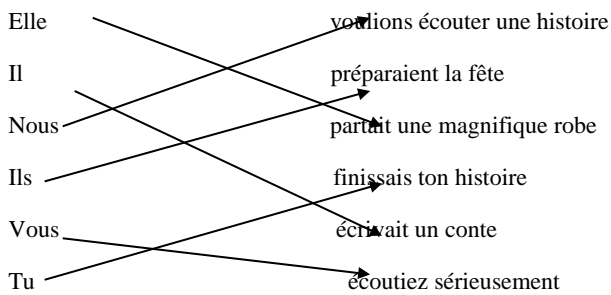 Elle voulions écouter une histoire
Il préparaient la fête
Nous partait une magnifique robe
Ils finissais ton histoire
Vous écrivait un conte
Tu écoutiez sérieusement